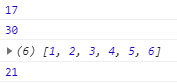 17
30
▶ (6) [1, 2, 3, 4, 5, 6]
21